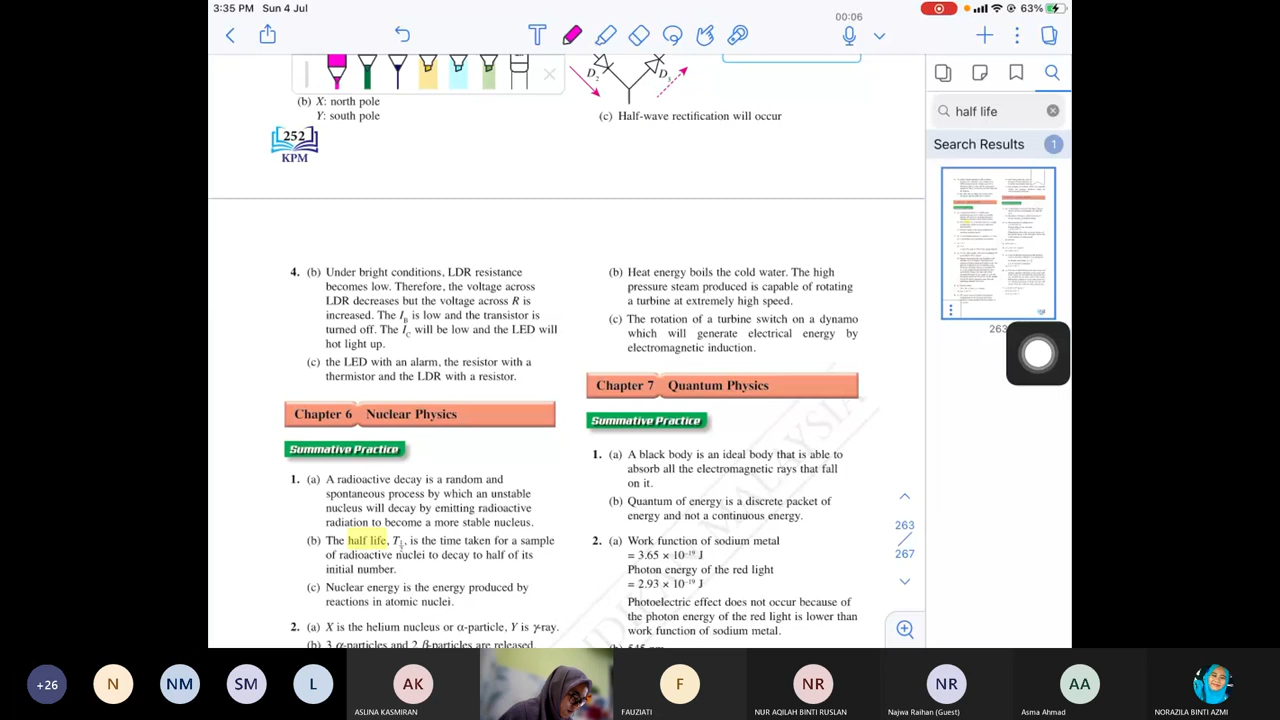 3:35 PM Sun 4 Jul
63%
00:06
T
half life
Search Results 1
263
D2
D3
(b) X: north pole
Y: south pole
252
KPM
(c) Half-wave rectification will occur
(b) Under bright conditions, LDR resistance
becomes low. Therefore, the voltage across
LDR decreases but the voltage across R is
increased. The IB is low and the transistor is
turned off. The IC will be low and the LED will
hot light up.
(c) the LED with an alarm, the resistor with a
thermistor and the LDR with a resistor.
Chapter 6 Nuclear Physics
Summative Practice
1. (a) A radioactive decay is a random and
spontaneous process by which an unstable
nucleus will decay by emitting radioactive
radiation to become a more stable nucleus.
(b) The half life, T½, is the time taken for a sample
of radioactive nuclei to decay to half of its
initial number.
(c) Nuclear energy is the energy produced by
reactions in atomic nuclei.
2. (a) X is the helium nucleus or α-particle, Y is γ-ray.
(b) 3 α-particles and 2 β-particles are released
(b) Heat energy boils the cold water. The high
pressure steam produced is capable of rotating
a turbine at extremely high speed.
(c) The rotation of a turbine switch on a dynamo
which will generate electrical energy by
electromagnetic induction.
Chapter 7 Quantum Physics
Summative Practice
1. (a) A black body is an ideal body that is able to
absorb all the electromagnetic rays that fall
on it.
(b) Quantum of energy is a discrete packet of
energy and not a continuous energy.
2. (a) Work function of sodium metal
= 3.65 × 10⁻¹⁹ J
Photon energy of the red light
= 2.93 × 10⁻¹⁹ J
Photoelectric effect does not occur because of
the photon energy of the red light is lower than
work function of sodium metal.
263
267
+26
N
NM
SM
L
AK
ASLINA KASMIRAN
F
FAUZIATI
NR
NUR AQILAH BINTI RUSLAN
NR
Najwa Raihan (Guest)
AA
Asma Ahmad
NORAZILA BINTI AZMI